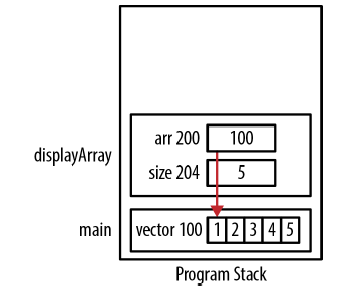 arr 200 100
displayArray
size 204 5
main vector 100 1 2 3 4 5
Program Stack